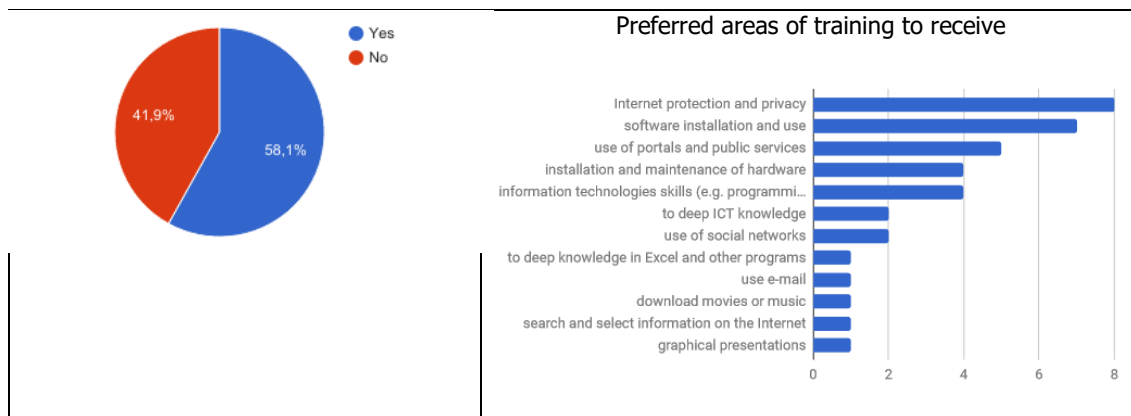 Yes
No
41,9%
58,1%
Preferred areas of training to receive
Internet protection and privacy
software installation and use
use of portals and public services
installation and maintenance of hardware
information technologies skills (e.g. programmi...
to deep ICT knowledge
use of social networks
to deep knowledge in Excel and other programs
use e-mail
download movies or music
search and select information on the Internet
graphical presentations
0 2 4 6 8